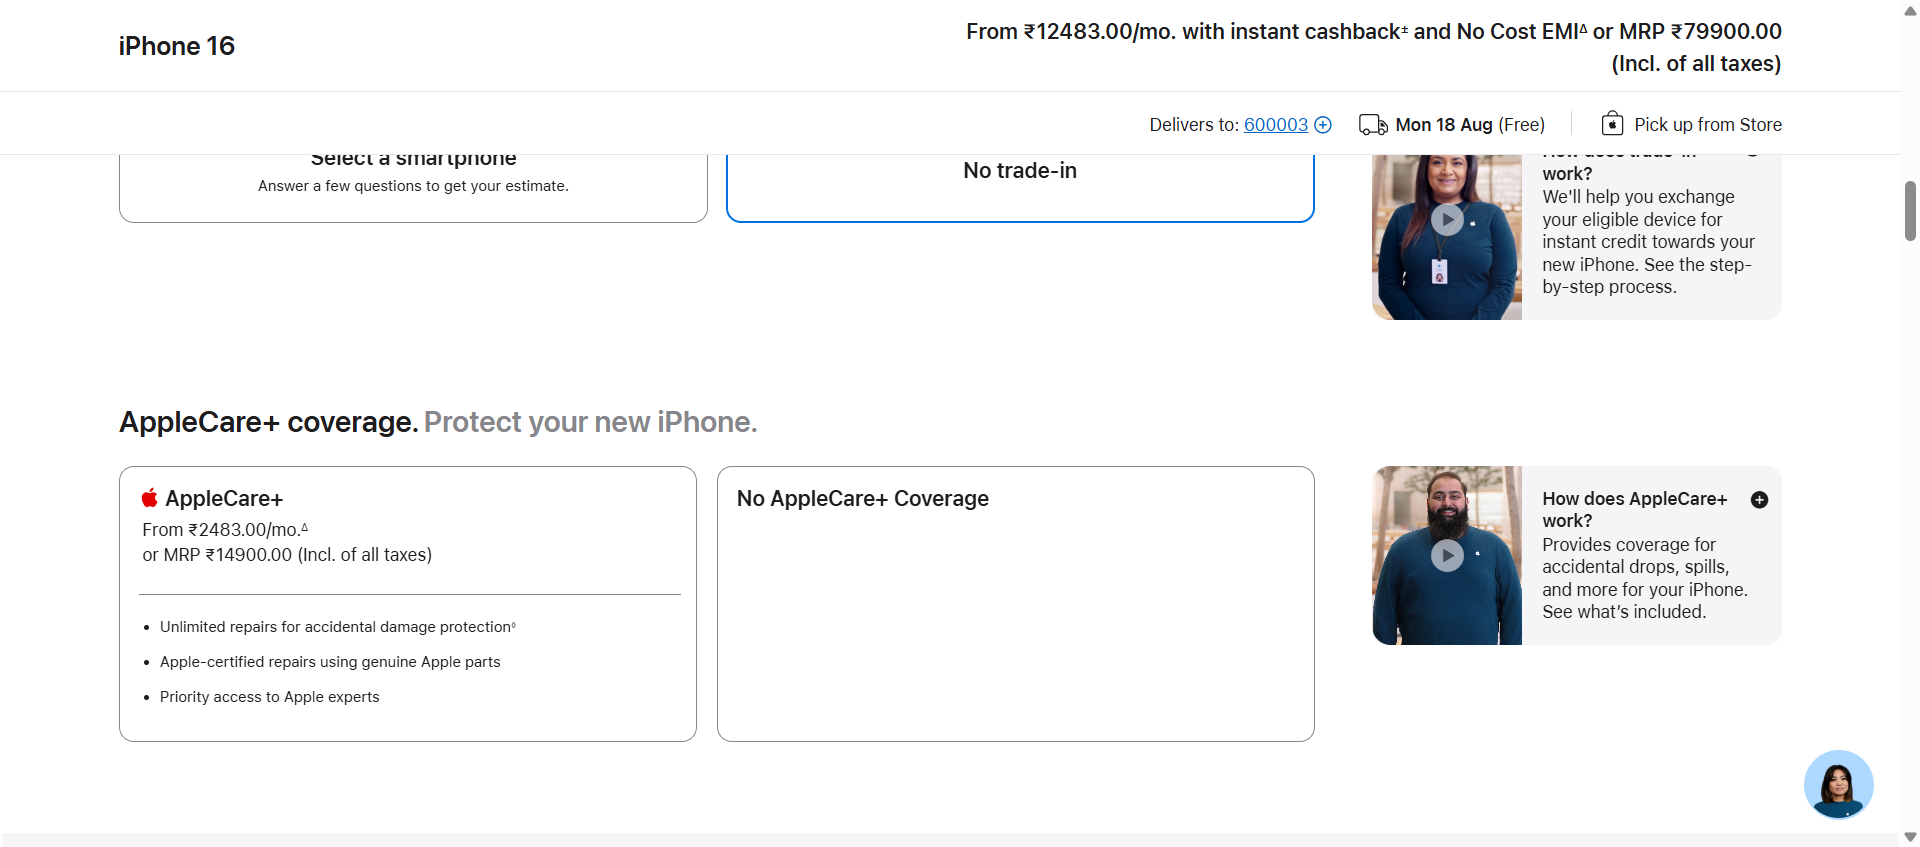 iPhone 16
From ₹12483.00/mo. with instant cashback± and No Cost EMIΔ or MRP ₹79900.00
(Incl. of all taxes)
Delivers to: 600003
Mon 18 Aug (Free)
Pick up from Store
Select a smartphone
Answer a few questions to get your estimate.
No trade-in
How does trade-in
work?
We'll help you exchange
your eligible device for
instant credit towards your
new iPhone. See the step-
by-step process.
AppleCare+ coverage. Protect your new iPhone.
AppleCare+
From ₹2483.00/mo.Δ
or MRP ₹14900.00 (Incl. of all taxes)
• Unlimited repairs for accidental damage protection◊
• Apple-certified repairs using genuine Apple parts
• Priority access to Apple experts
No AppleCare+ Coverage
How does AppleCare+
work?
Provides coverage for
accidental drops, spills,
and more for your iPhone.
See what’s included.